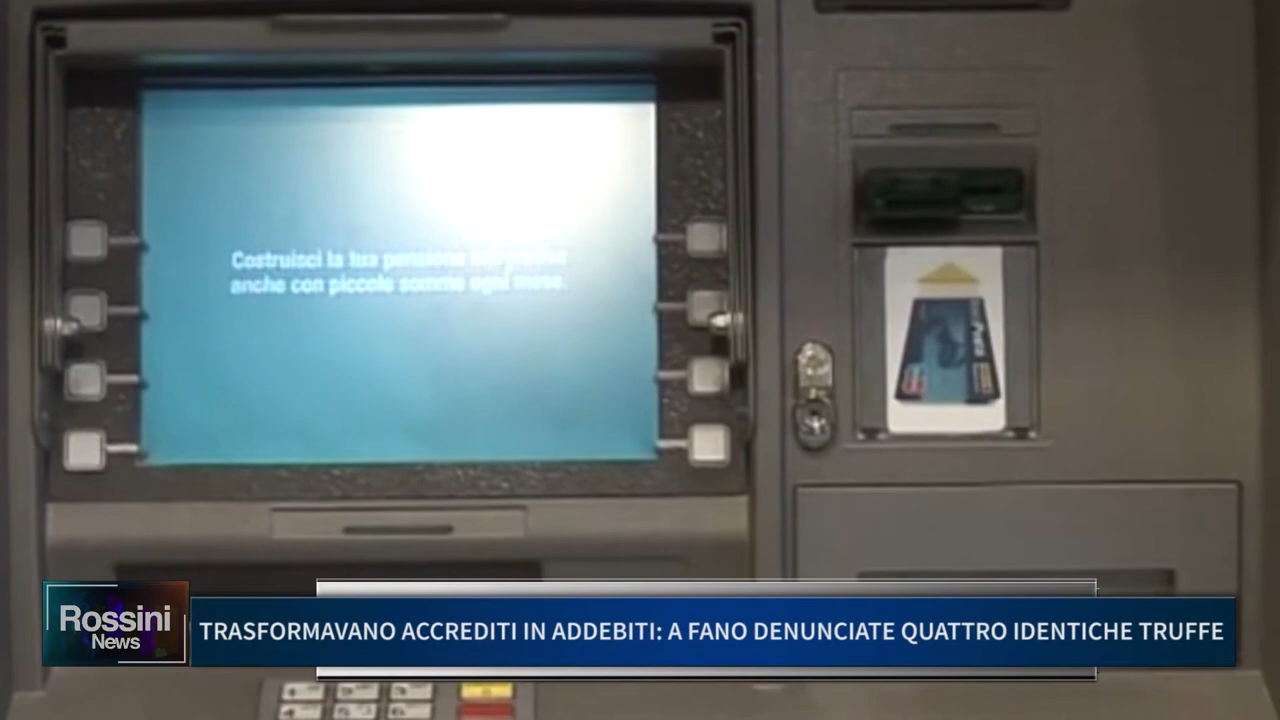 Costruisci la tua pensione integrativa
anche con piccole somme ogni mese.
Rossini
News
TRASFORMAVANO ACCREDITI IN ADDEBITI: A FANO DENUNCIATE QUATTRO IDENTICHE TRUFFE